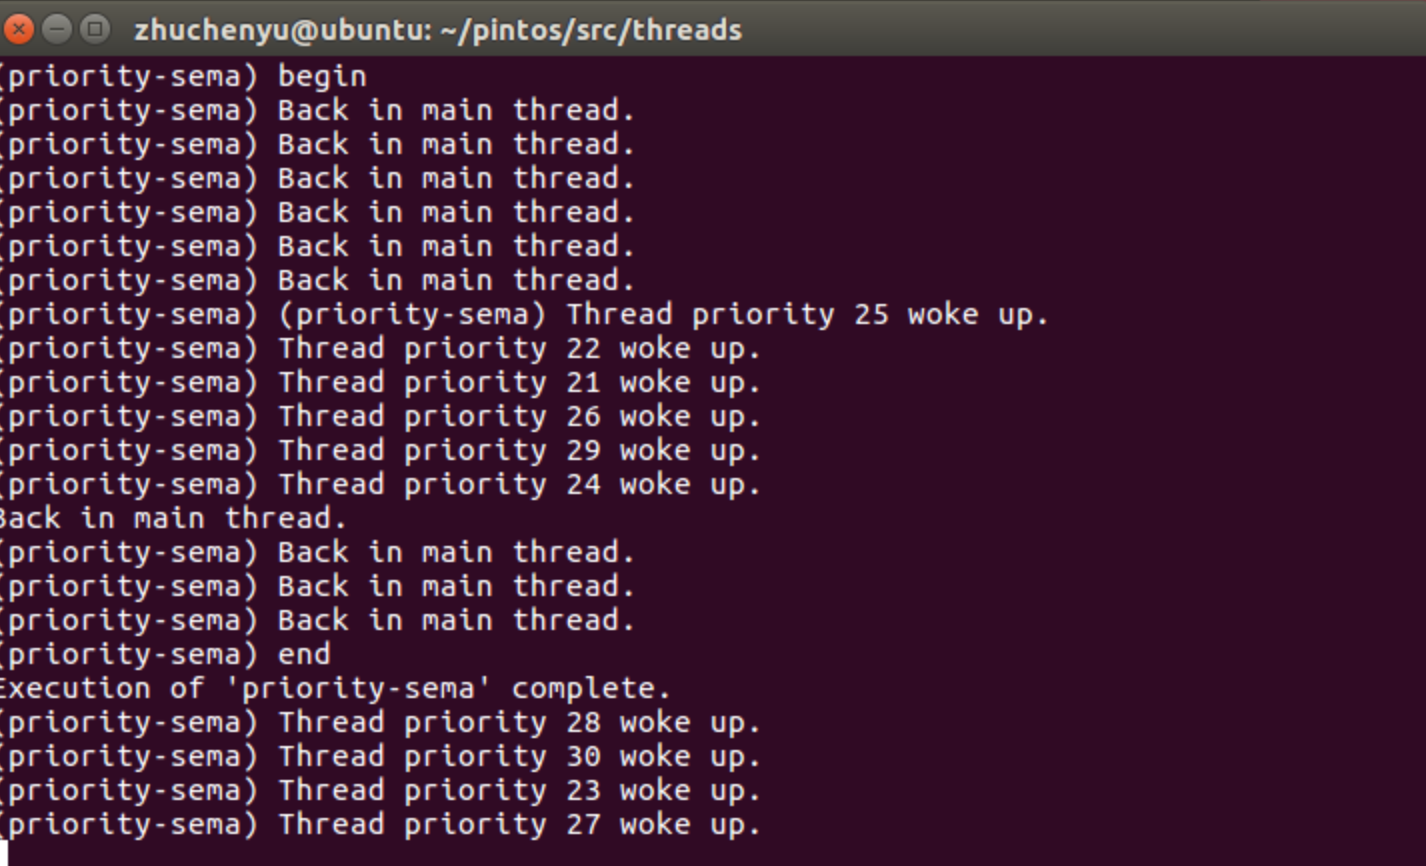 zhuchenyu@ubuntu: ~/pintos/src/threads
(priority-sema) begin
(priority-sema) Back in main thread.
(priority-sema) Back in main thread.
(priority-sema) Back in main thread.
(priority-sema) Back in main thread.
(priority-sema) Back in main thread.
(priority-sema) Back in main thread.
(priority-sema) (priority-sema) Thread priority 25 woke up.
(priority-sema) Thread priority 22 woke up.
(priority-sema) Thread priority 21 woke up.
(priority-sema) Thread priority 26 woke up.
(priority-sema) Thread priority 29 woke up.
(priority-sema) Thread priority 24 woke up.
Back in main thread.
(priority-sema) Back in main thread.
(priority-sema) Back in main thread.
(priority-sema) Back in main thread.
(priority-sema) end
Execution of 'priority-sema' complete.
(priority-sema) Thread priority 28 woke up.
(priority-sema) Thread priority 30 woke up.
(priority-sema) Thread priority 23 woke up.
(priority-sema) Thread priority 27 woke up.